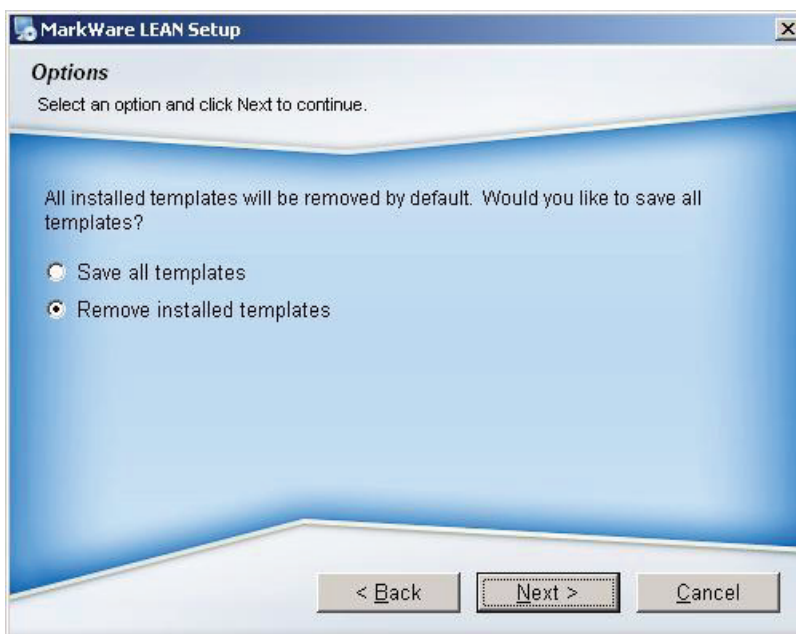 MarkWare LEAN Setup
Options
Select an option and click Next to continue.
All installed templates will be removed by default. Would you like to save all
templates?
Save all templates
Remove installed templates
< Back
Next >
Cancel